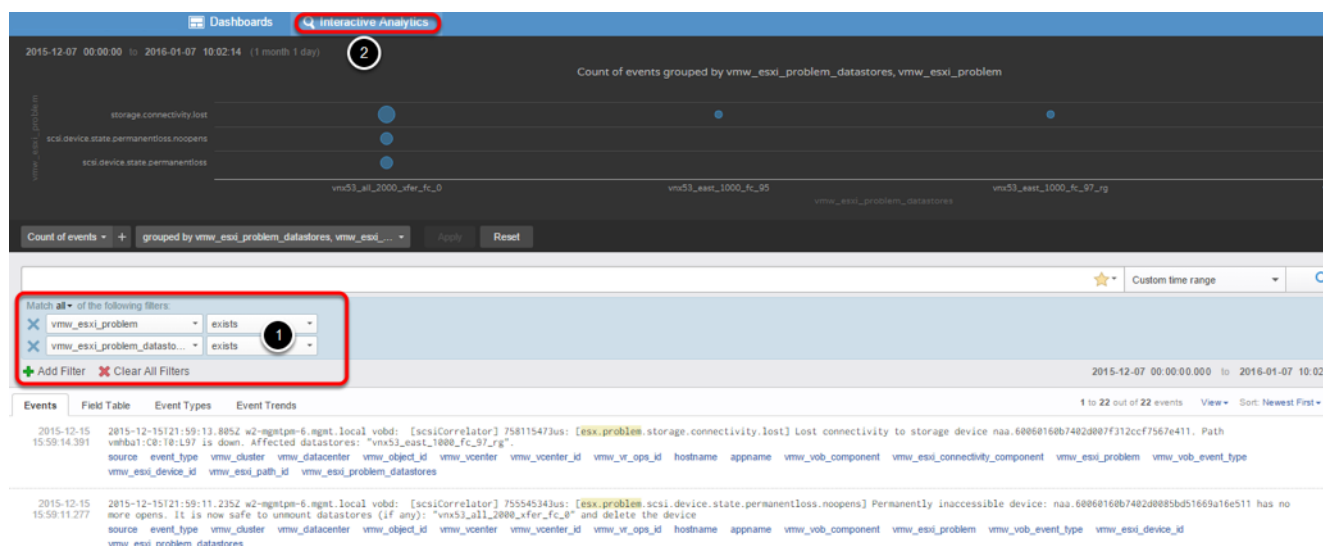 Dashboards Interactive Analytics
2
2015-12-07 00:00:00 to 2016-01-07 10:02:14 (1 month 1 day)
Count of events grouped by vmw_esxi_problem_datastores, vmw_esxi_problem
vmw_esxi_problem
storage.connectivity.lost
scsi.device.state.permanentloss.noopens
scsi.device.state.permanentloss
vnx53_all_2000_xfer_fc_0 vnx53_east_1000_fc_95 vnx53_east_1000_fc_97_rg
vmw_esxi_problem_datastores
Count of events + grouped by vmw_esxi_problem_datastores, vmw_esxi_... Apply Reset
Custom time range
Match all of the following filters:
vmw_esxi_problem exists
1
vmw_esxi_problem_datasto... exists
Add Filter Clear All Filters 2015-12-07 00:00:00.000 to 2016-01-07 10:02
Events Field Table Event Types Event Trends 1 to 22 out of 22 events View Sort: Newest First
2015-12-15 2015-12-15T21:59:13.805Z w2-mgmtpm-6.mgmt.local vobd: [scsiCorrelator] 758115473us: [esx.problem.storage.connectivity.lost] Lost connectivity to storage device naa.60060160b7402d007f312ccf7567e411. Path
15:59:14.391 vmhba1:C0:T0:L97 is down. Affected datastores: "vnx53_east_1000_fc_97_rg".
source event_type vmw_cluster vmw_datacenter vmw_object_id vmw_vcenter vmw_vcenter_id vmw_vr_ops_id hostname appname vmw_vob_component vmw_esxi_connectivity_component vmw_esxi_problem vmw_vob_event_type
vmw_esxi_device_id vmw_esxi_path_id vmw_esxi_problem_datastores
2015-12-15 2015-12-15T21:59:11.235Z w2-mgmtpm-6.mgmt.local vobd: [scsiCorrelator] 755545343us: [esx.problem.scsi.device.state.permanentloss.noopens] Permanently inaccessible device: naa.60060160b7402d0085bd51669a16e511 has no
15:59:11.277 more opens. It is now safe to unmount datastores (if any): "vnx53_all_2000_xfer_fc_0" and delete the device
source event_type vmw_cluster vmw_datacenter vmw_object_id vmw_vcenter vmw_vcenter_id vmw_vr_ops_id hostname appname vmw_vob_component vmw_esxi_problem vmw_vob_event_type vmw_esxi_device_id
vmw_esxi_problem_datastores